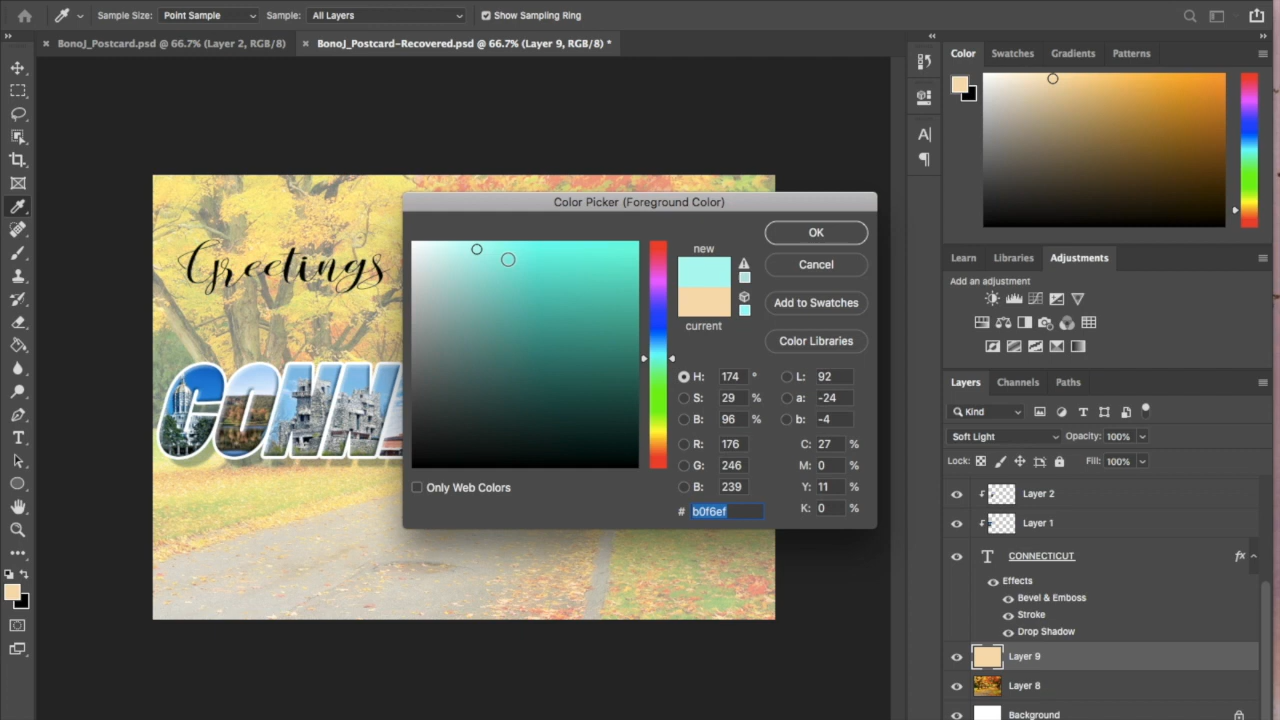 Sample Size: Point Sample Sample: All Layers Show Sampling Ring
× BonoJ_Postcard.psd @ 66.7% (Layer 2, RGB/8) × BonoJ_Postcard-Recovered.psd @ 66.7% (Layer 9, RGB/8) *
Color Swatches Gradients Patterns
Greetings
CONN
Color Picker (Foreground Color)
new
current
OK
Cancel
Add to Swatches
Color Libraries
H: 174 ° L: 92
S: 29 % a: -24
B: 96 % b: -4
R: 176 C: 27 %
G: 246 M: 0 %
B: 239 Y: 11 %
# b0f6ef K: 0 %
Only Web Colors
Learn Libraries Adjustments
Add an adjustment
Layers Channels Paths
Kind
Soft Light Opacity: 100%
Lock: Fill: 100%
Layer 2
Layer 1
T CONNECTICUT fx
Effects
Bevel & Emboss
Stroke
Drop Shadow
Layer 9
Layer 8
Background